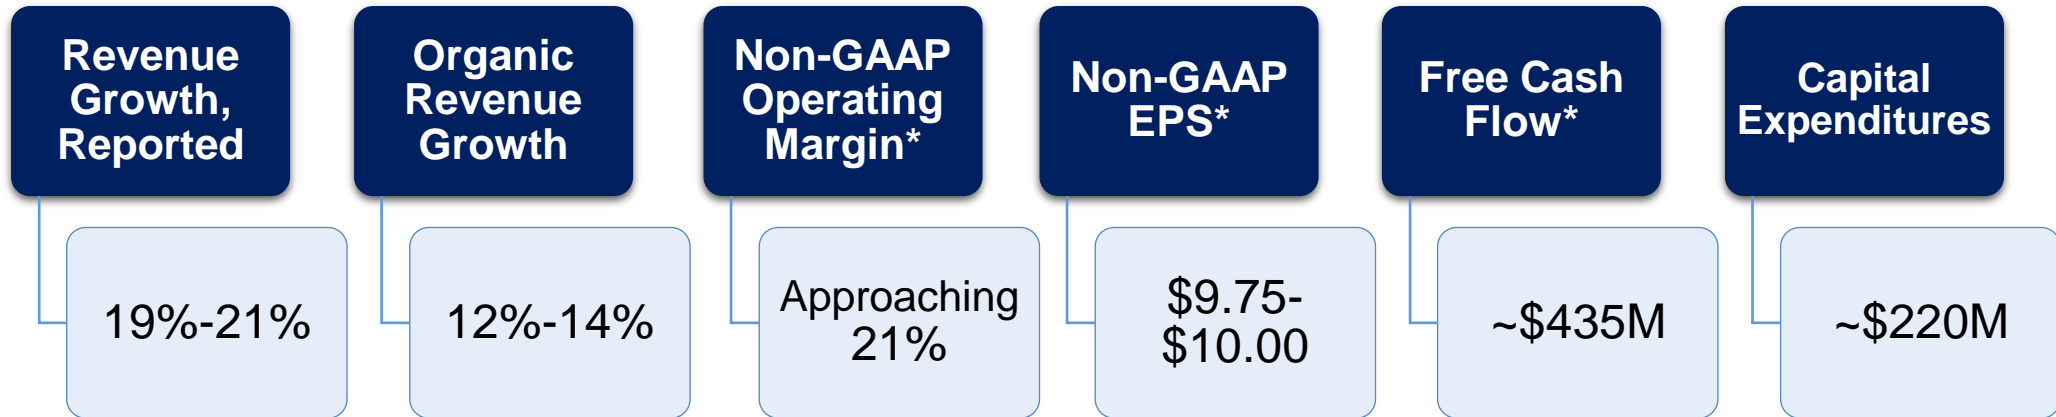 Revenue
Growth,
Reported
19%-21%
Organic
Revenue
Growth
12%-14%
Non-GAAP
Operating
Margin*
Approaching
21%
Non-GAAP
EPS*
$9.75-
$10.00
Free Cash
Flow*
~$435M
Capital
Expenditures
~$220M